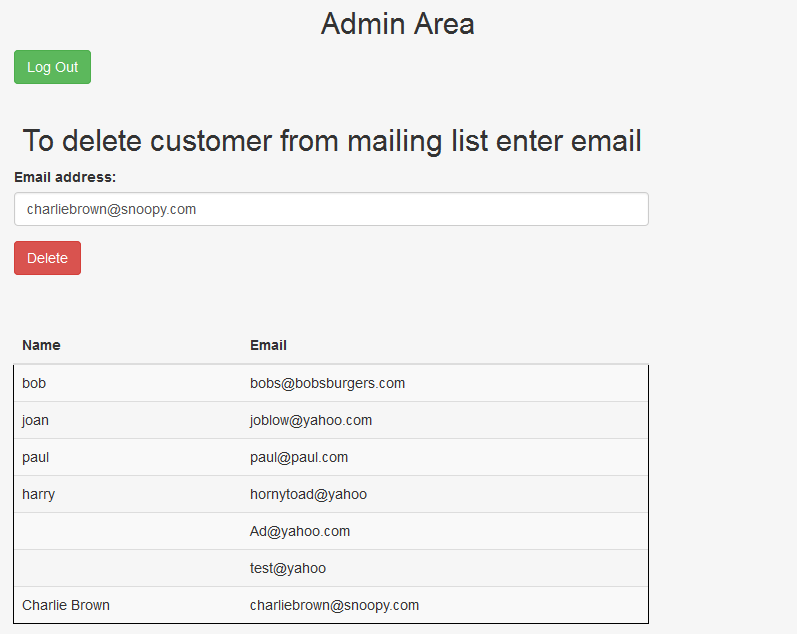 Admin Area
Log Out
To delete customer from mailing list enter email
Email address:
charliebrown@snoopy.com
Delete
Name Email
bob bobs@bobsburgers.com
joan joblow@yahoo.com
paul paul@paul.com
harry hornytoad@yahoo
Ad@yahoo.com
test@yahoo
Charlie Brown charliebrown@snoopy.com